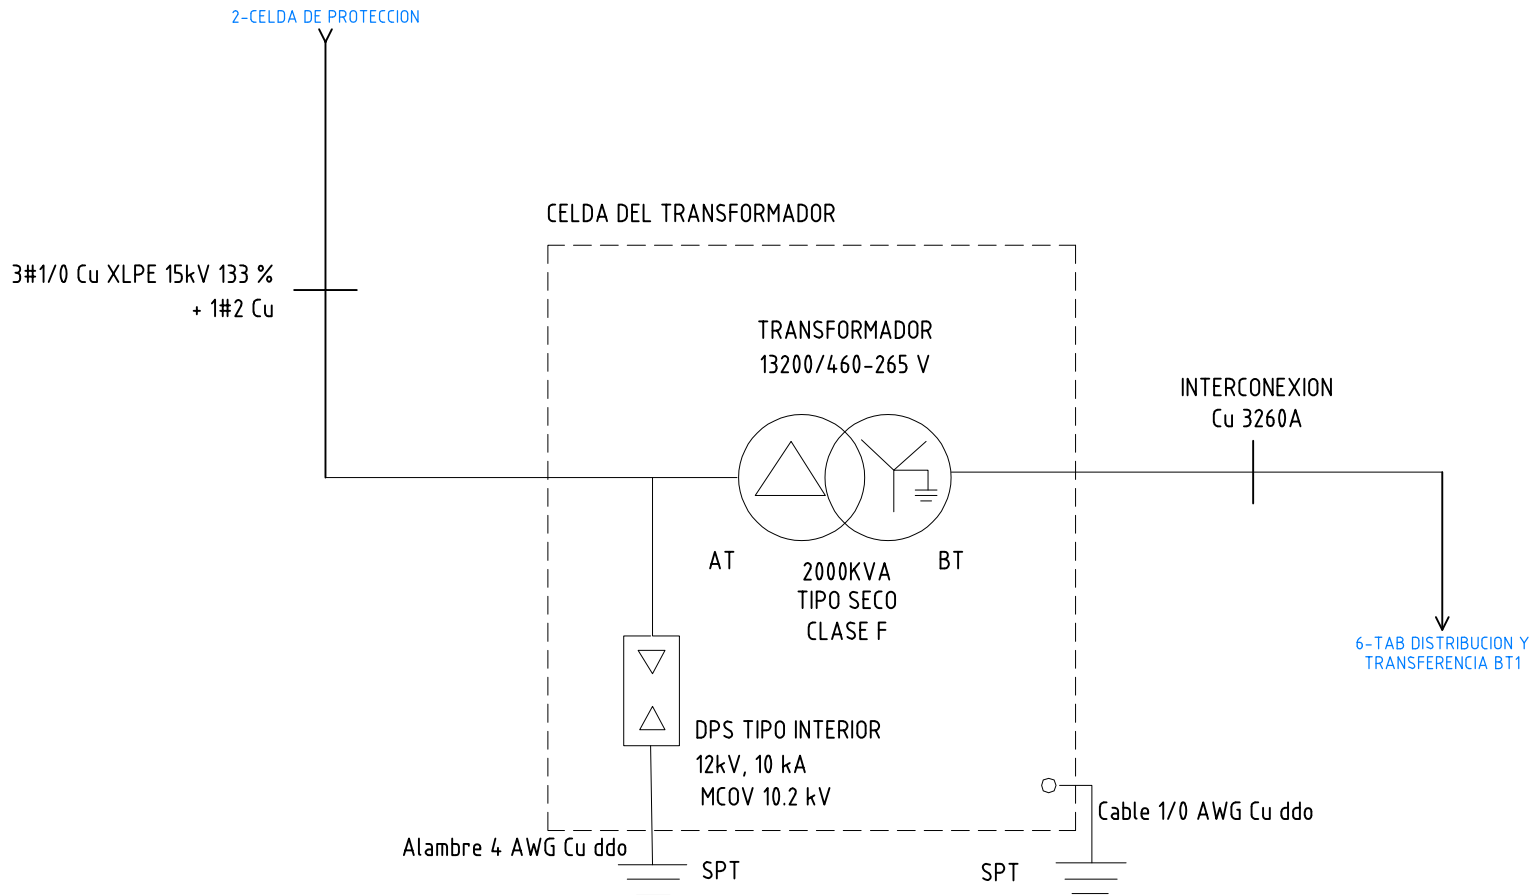 2-CELDA DE PROTECCION
CELDA DEL TRANSFORMADOR
3#1/0 Cu XLPE 15kV 133 %
+ 1#2 Cu
TRANSFORMADOR
13200/460-265 V
INTERCONEXION
Cu 3260A
AT
BT
2000KVA
TIPO SECO
CLASE F
6-TAB DISTRIBUCION Y
TRANSFERENCIA BT1
DPS TIPO INTERIOR
12kV, 10 kA
MCOV 10.2 kV
Cable 1/0 AWG Cu ddo
Alambre 4 AWG Cu ddo
SPT
SPT